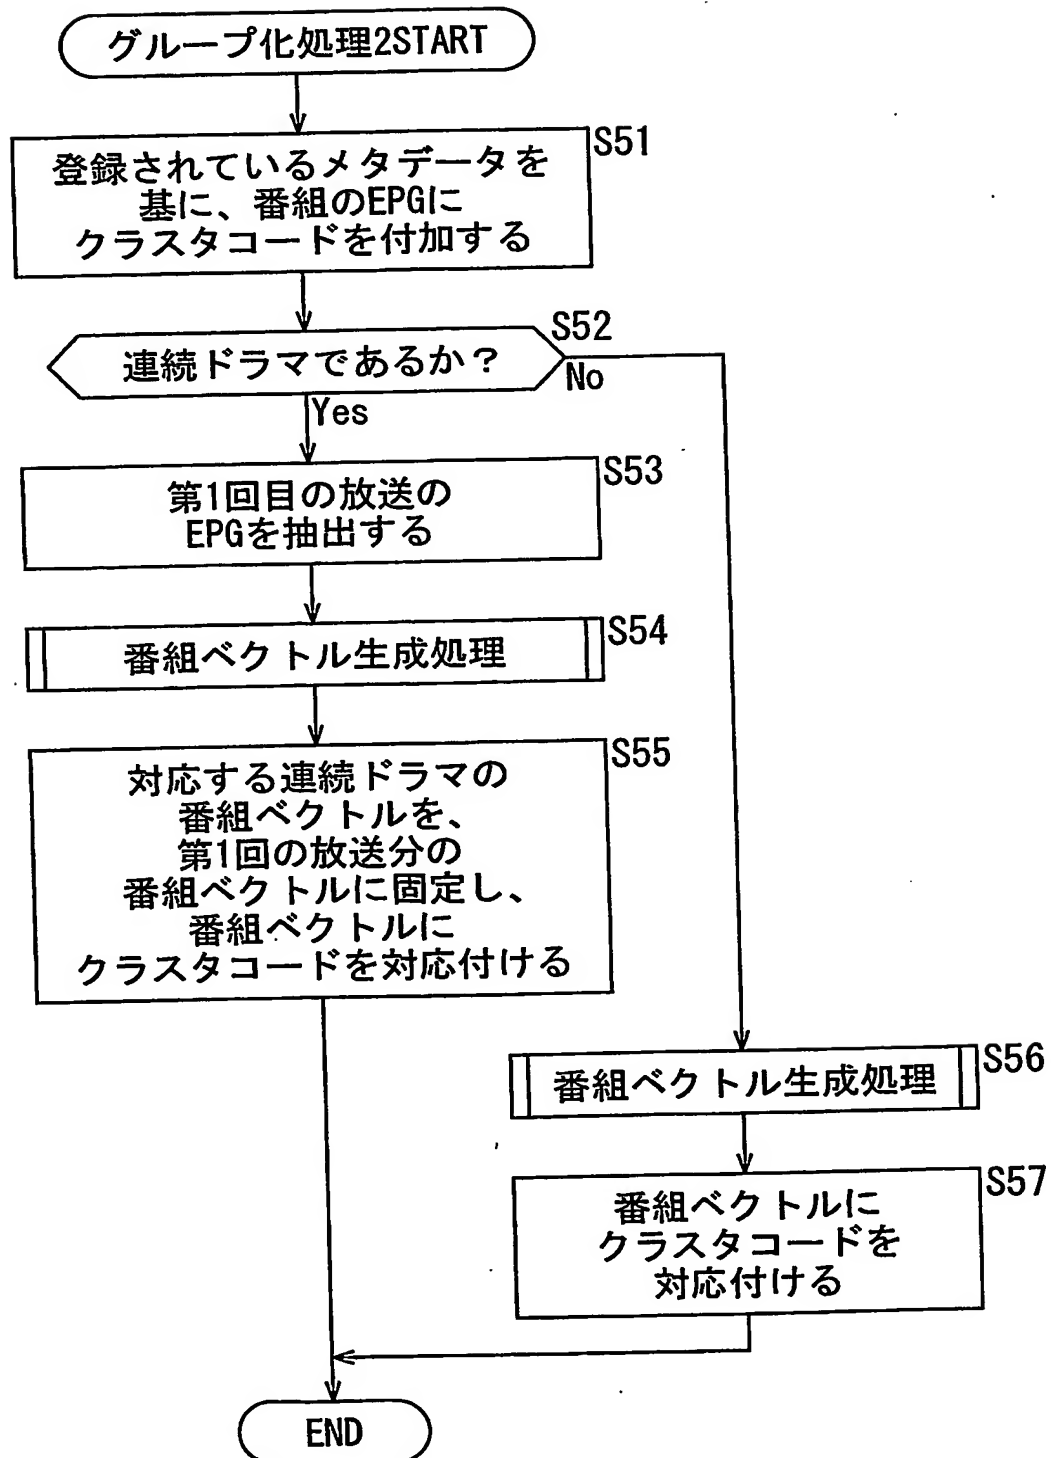 グループ化処理2START
S51
登録されているメタデータを
基に、番組のEPGに
クラスタコードを付加する
S52
連続ドラマであるか?
No
Yes
S53
第1回目の放送の
EPGを抽出する
S54
番組ベクトル生成処理
S55
対応する連続ドラマの
番組ベクトルを、
第1回の放送分の
番組ベクトルに固定し、
番組ベクトルに
クラスタコードを対応付ける
S56
番組ベクトル生成処理
S57
番組ベクトルに
クラスタコードを
対応付ける
END